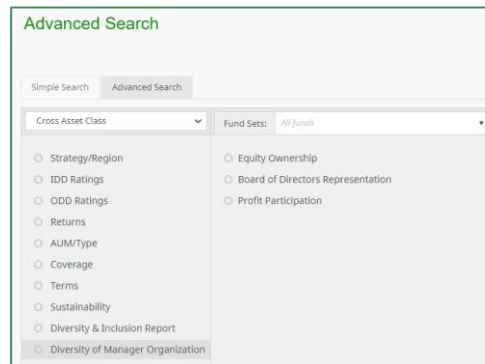 Advanced Search
Simple Search Advanced Search
Cross Asset Class Fund Sets: All funds
Strategy/Region
IDD Ratings
ODD Ratings
Returns
AUM/Type
Coverage
Terms
Sustainability
Diversity & Inclusion Report
Diversity of Manager Organization
Equity Ownership
Board of Directors Representation
Profit Participation